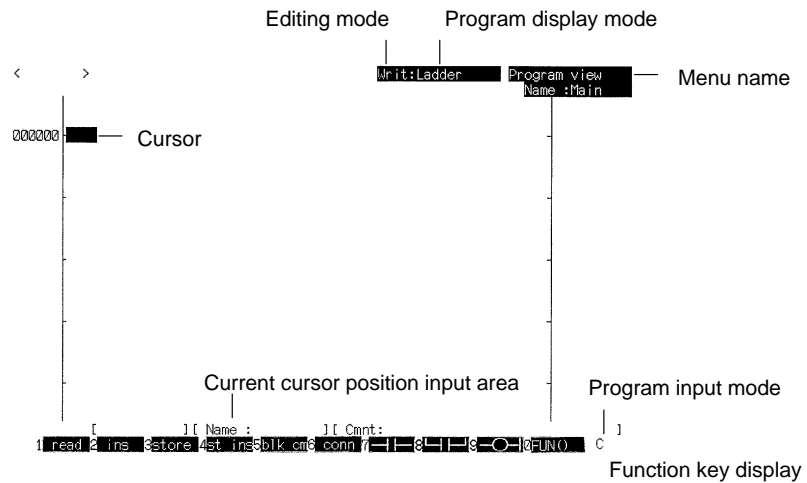 Editing mode Program display mode
< > Writ:Ladder Program view Menu name
Name :Main
000000 Cursor
Current cursor position input area Program input mode
[ ][ Name : ][ Cmnt: ]
1 read 2 ins 3store 4st ins5blk cm6 conn 7 8 9 0FUN() C
Function key display